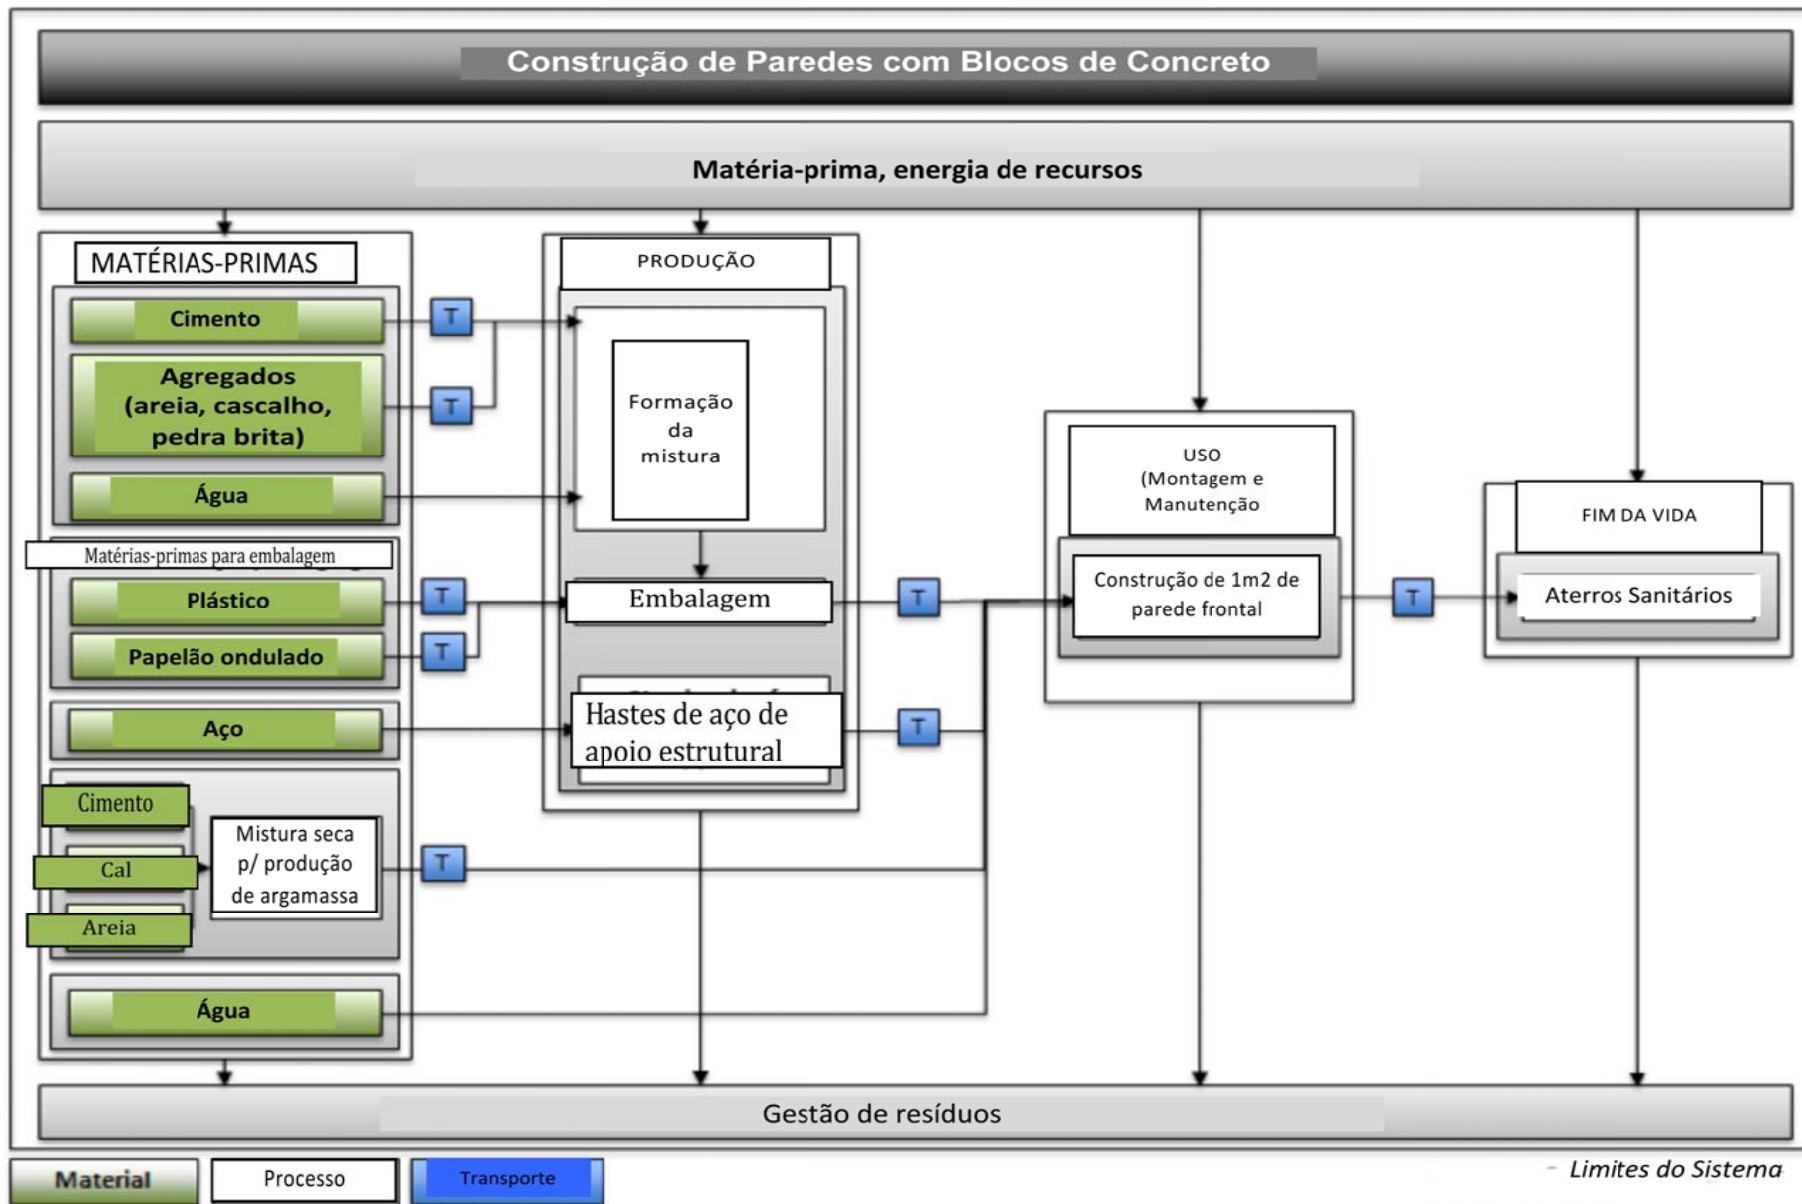 Construção de Paredes com Blocos de Concreto
Matéria-prima, energia de recursos
MATÉRIAS-PRIMAS
Cimento
T
Agregados
(areia, cascalho,
pedra brita)
T
Água
Matérias-primas para embalagem
Plástico
T
Papelão ondulado
T
Aço
Cimento
Cal
Areia
Mistura seca
p/ produção
de argamassa
T
Água
PRODUÇÃO
Formação
da
mistura
Embalagem
T
Hastes de aço de
apoio estrutural
T
USO
(Montagem e
Manutenção
Construção de 1m2 de
parede frontal
T
FIM DA VIDA
Aterros Sanitários
Gestão de resíduos
Material
Processo
Transporte
Limites do Sistema